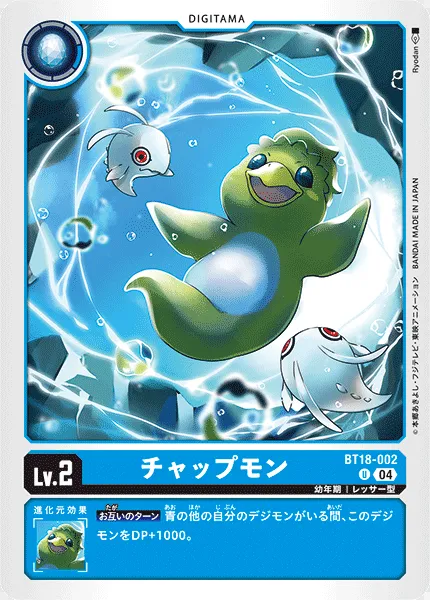 DIGITAMA
Ryodan
©本郷あきよし・フジテレビ・東映アニメーション BANDAI MADE IN JAPAN
Lv.2
チャップモン
BT18-002
U 04
幼年期 | レッサー型
進化元効果
お互いのターン 青の他の自分のデジモンがいる間、このデジ
モンをDP+1000。